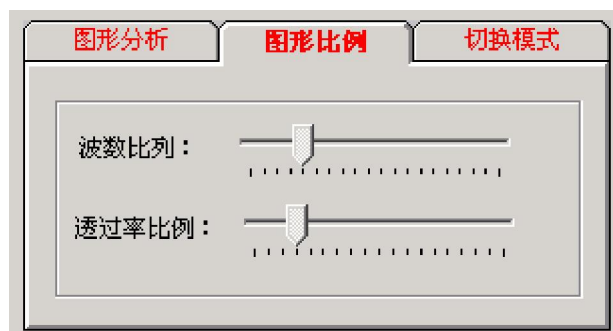 图形分析
图形比例
切换模式
波数比列：
透过率比例：